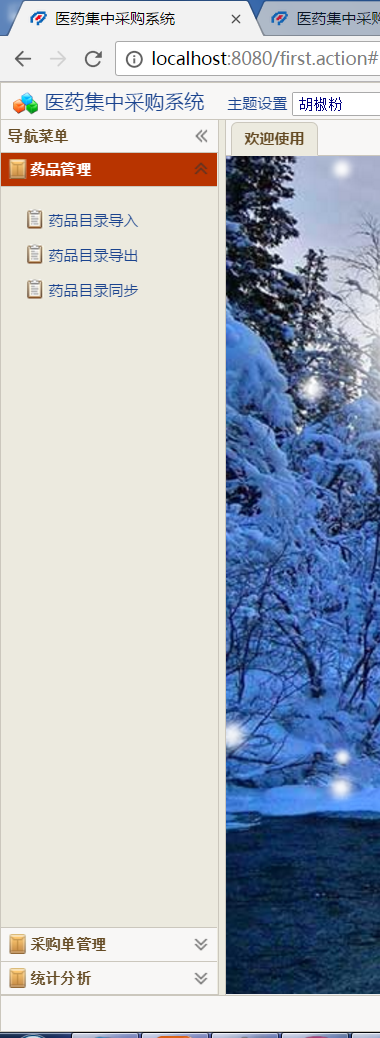 医药集中采购系统
医药集中采购
localhost:8080/first.action#
医药集中采购系统 主题设置 胡椒粉
导航菜单
欢迎使用
药品管理
药品目录导入
药品目录导出
药品目录同步
采购单管理
统计分析